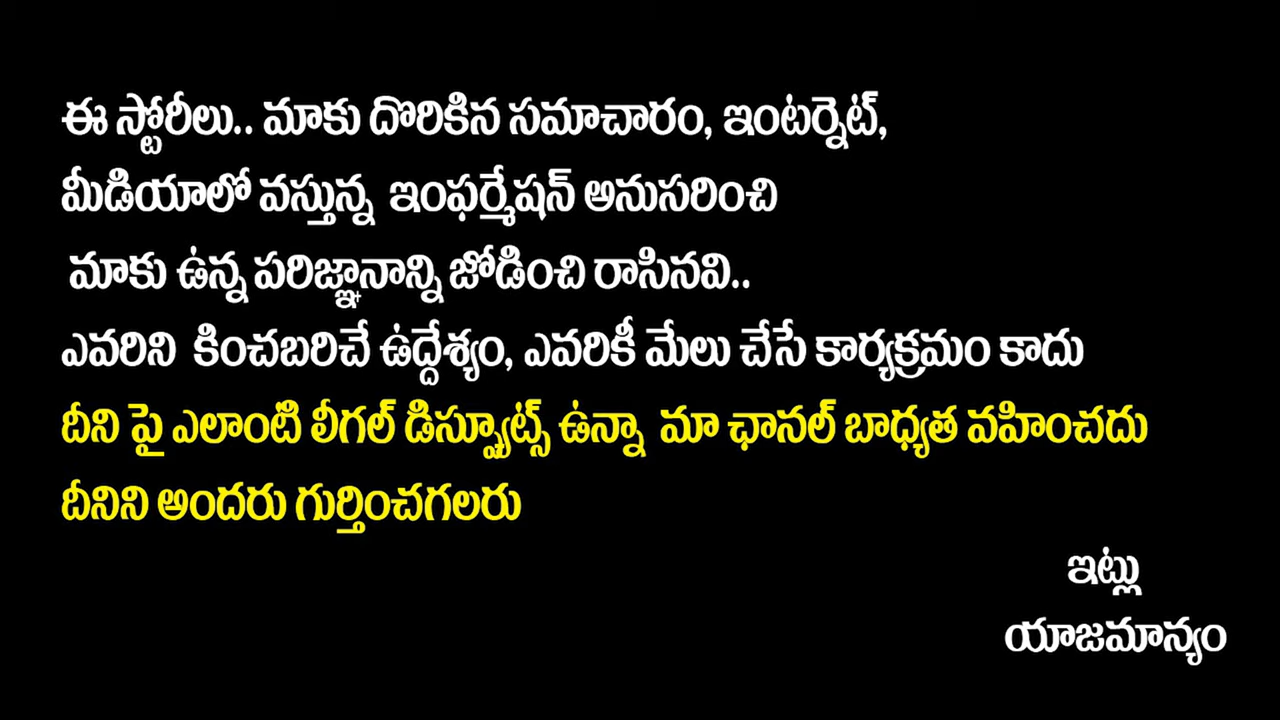 ఈ స్టోరీలు.. మాకు దొరికిన సమాచారం, ఇంటర్నెట్,
మీడియాలో వస్తున్న ఇంఫర్మేషన్ అనుసరించి
మాకు ఉన్న పరిజ్ఞానాన్ని జోడించి రాసినవి..
ఎవరిని కించబరిచే ఉద్దేశ్యం, ఎవరికీ మేలు చేసే కార్యక్రమం కాదు
దీని పై ఎలాంటి లీగల్ డిస్ప్యూట్స్ ఉన్నా మా ఛానల్ బాధ్యత వహించదు
దీనిని అందరు గుర్తించగలరు
ఇట్లు
యాజమాన్యం